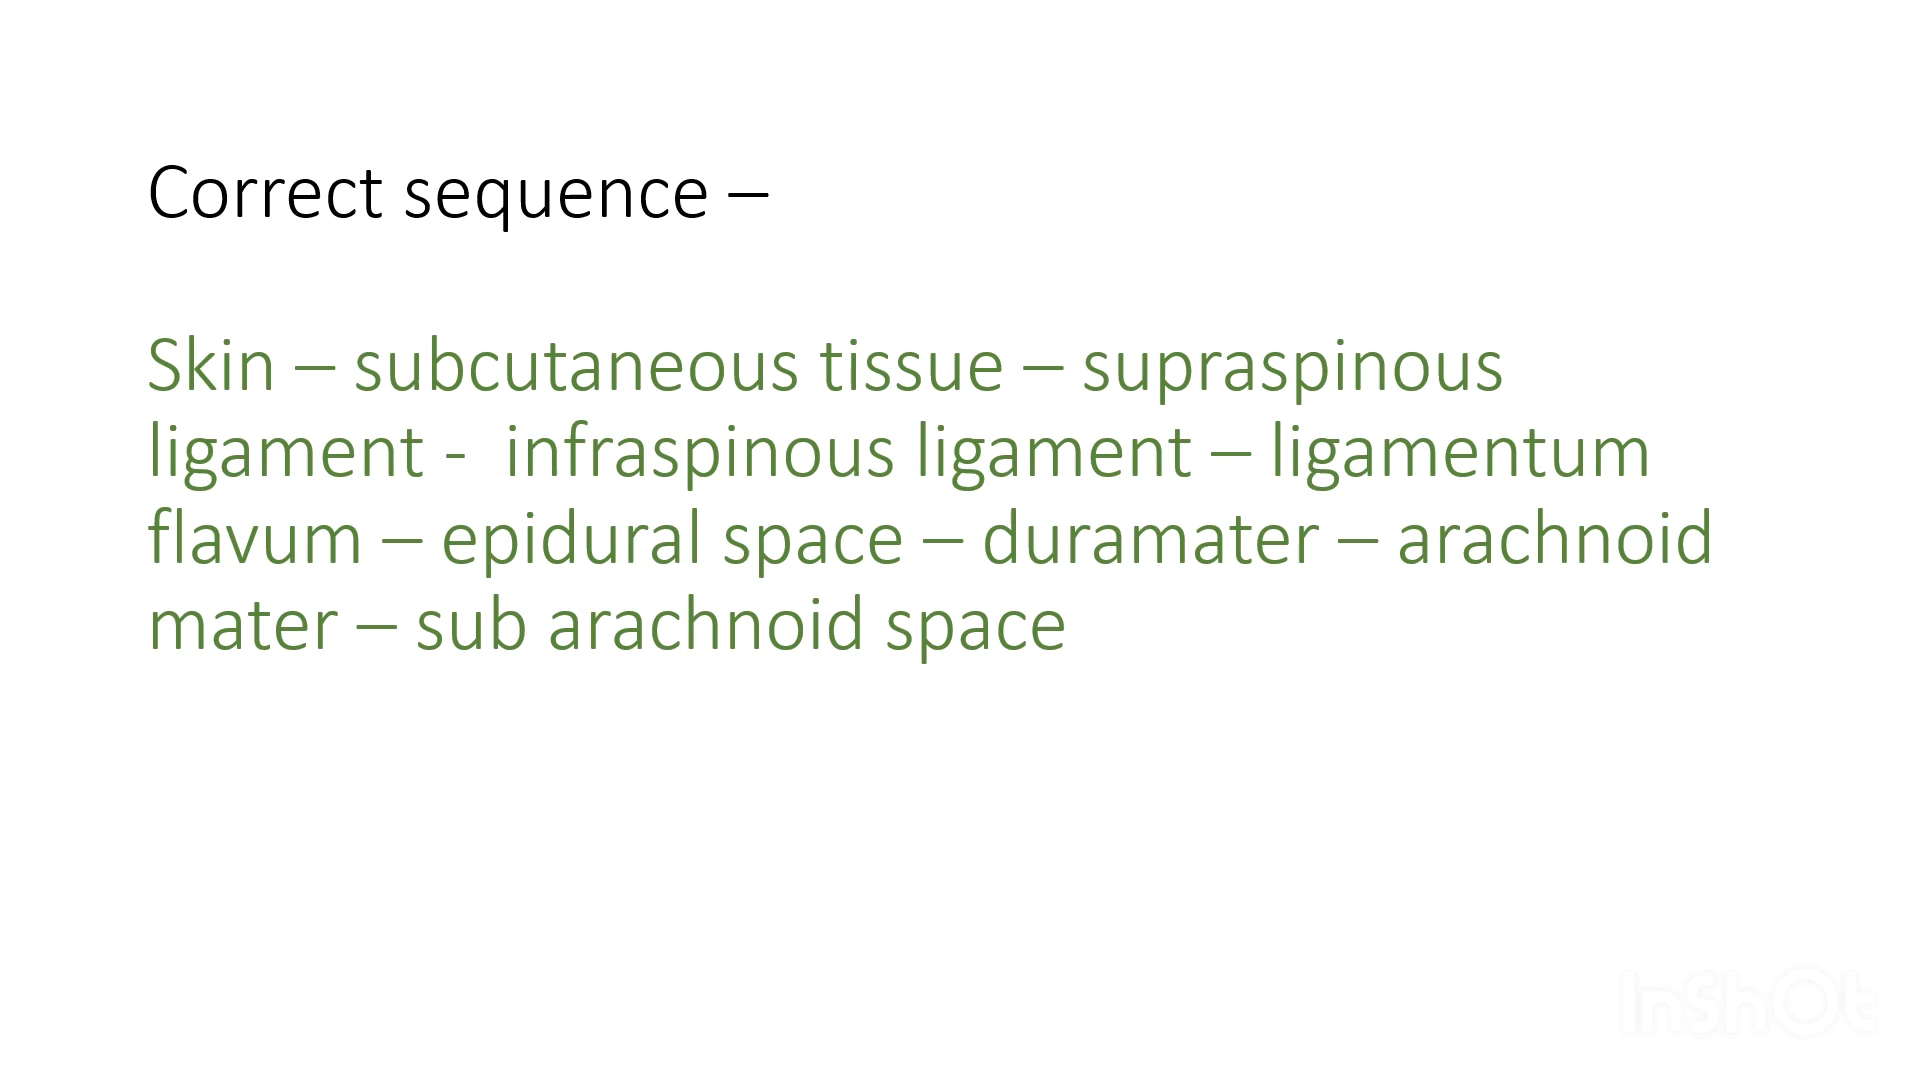 Correct sequence –
Skin – subcutaneous tissue – supraspinous
ligament -  infraspinous ligament – ligamentum
flavum – epidural space – duramater – arachnoid
mater – sub arachnoid space
InShOt